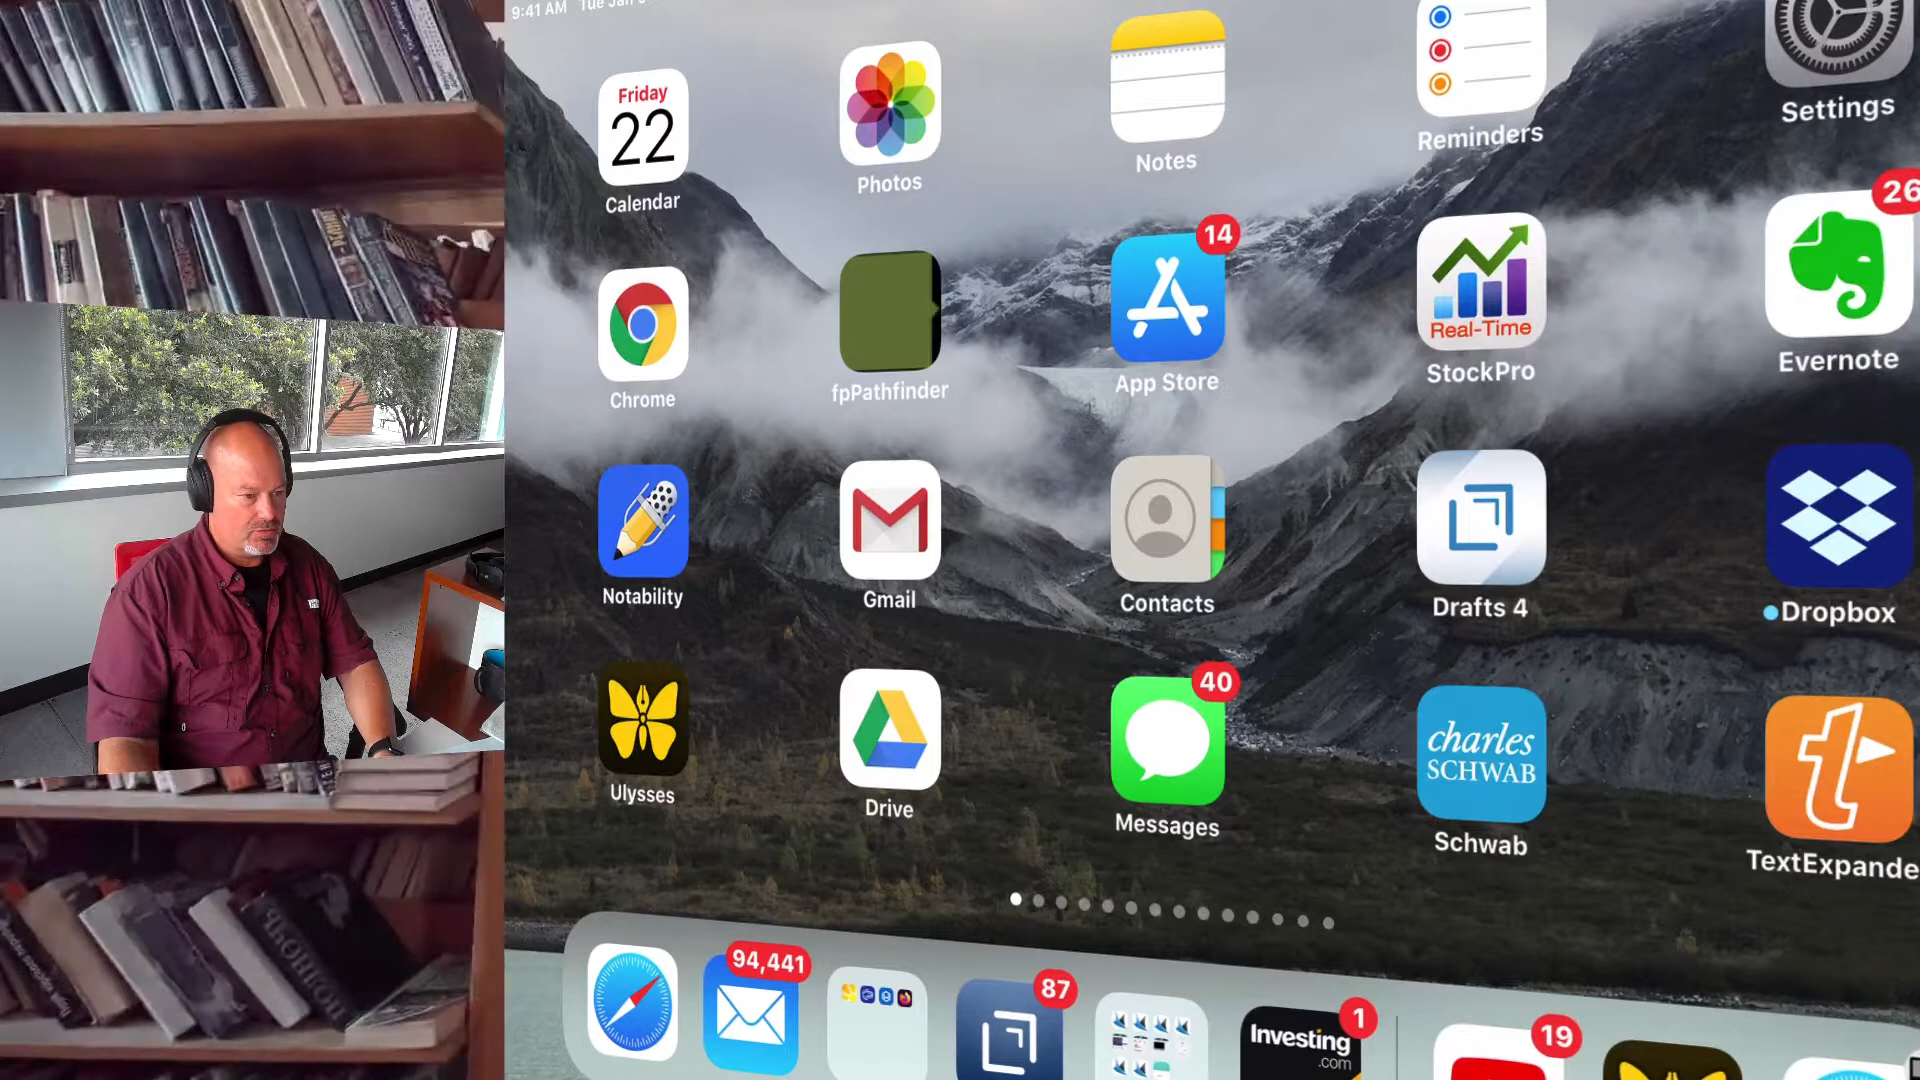 9:41 AM Tue Jan
Friday
22
Calendar
Photos
Notes
Reminders
Settings
Chrome
fpPathfinder
14
App Store
Real-Time
StockPro
26
Evernote
Notability
Gmail
Contacts
Drafts 4
Dropbox
Ulysses
Drive
40
Messages
charles
SCHWAB
Schwab
TextExpande
94,441
87
Investing
.com
1
19